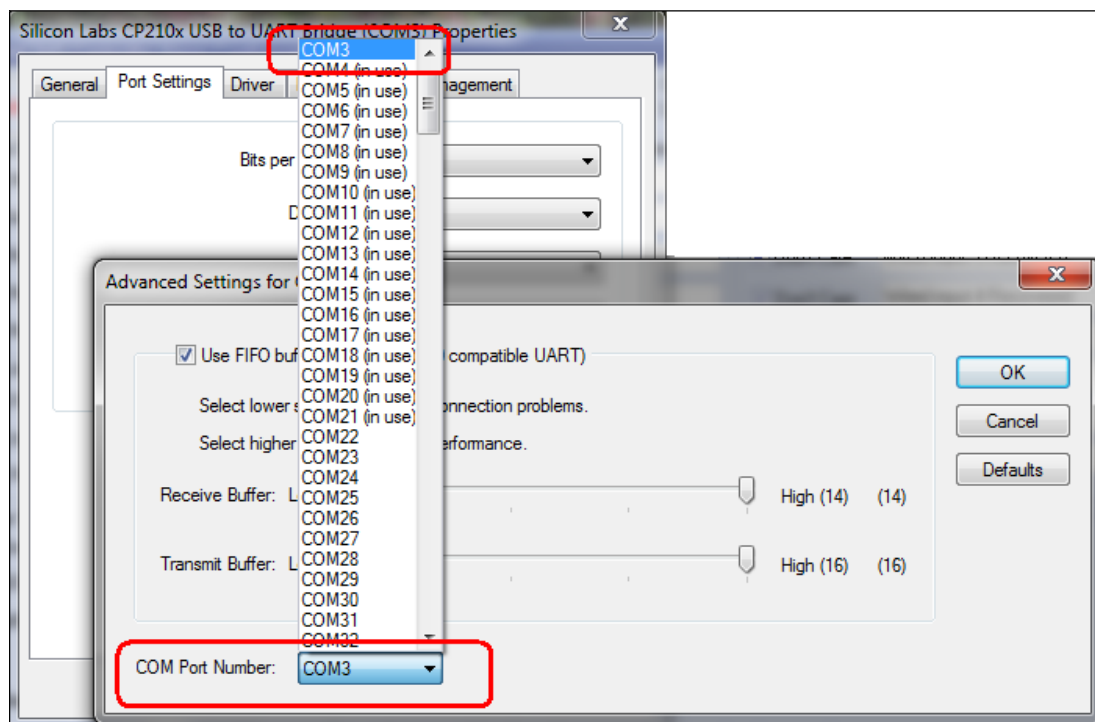 Silicon Labs CP210x USB to UART Bridge (COM3) Properties
General
Port Settings
Driver
nagement
Bits per
D
COM3
COM4 (in use)
COM5 (in use)
COM6 (in use)
COM7 (in use)
COM8 (in use)
COM9 (in use)
COM10 (in use)
COM11 (in use)
COM12 (in use)
COM13 (in use)
COM14 (in use)
COM15 (in use)
COM16 (in use)
COM17 (in use)
COM18 (in use)
COM19 (in use)
COM20 (in use)
COM21 (in use)
COM22
COM23
COM24
COM25
COM26
COM27
COM28
COM29
COM30
COM31
COM32
Advanced Settings for
Use FIFO buf compatible UART)
Select lower s onnection problems.
Select higher erformance.
Receive Buffer: L High (14) (14)
Transmit Buffer: L High (16) (16)
COM Port Number: COM3
OK
Cancel
Defaults